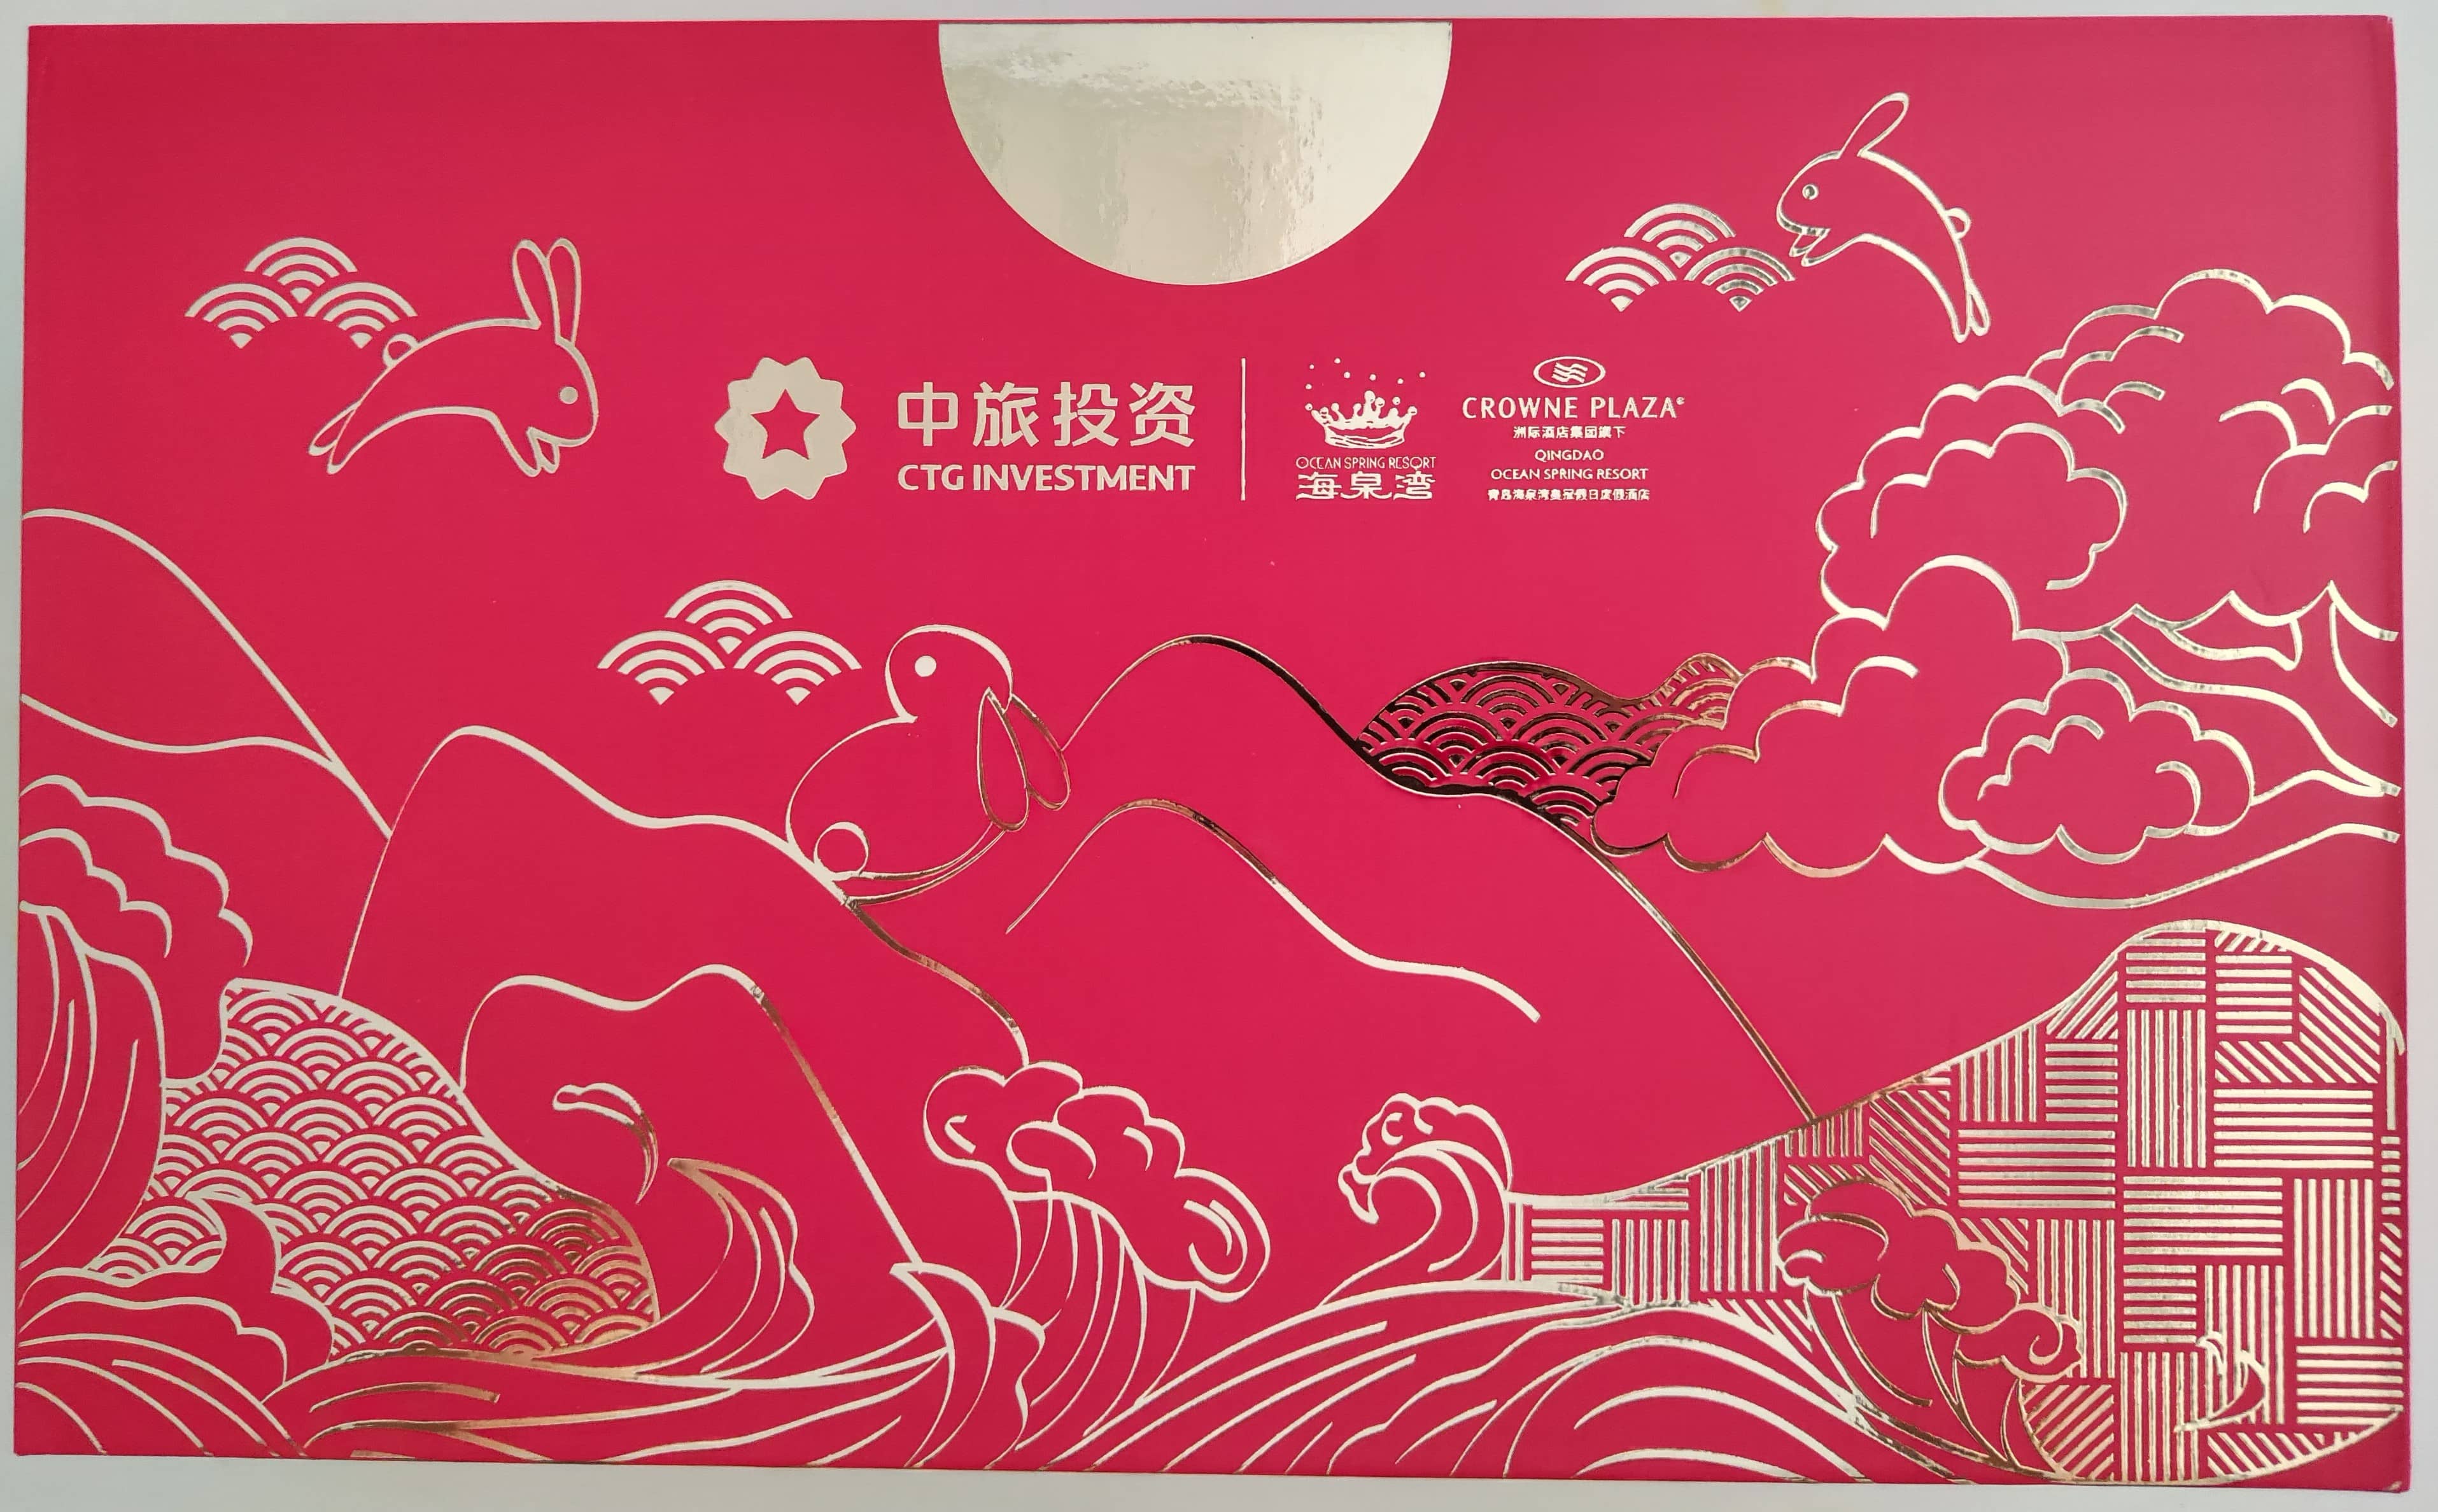 中旅投资
CTG INVESTMENT
OCEAN SPRING RESORT
海泉湾
CROWNE PLAZA
洲际酒店集团旗下
QINGDAO
OCEAN SPRING RESORT
青岛海泉湾皇冠假日度假酒店